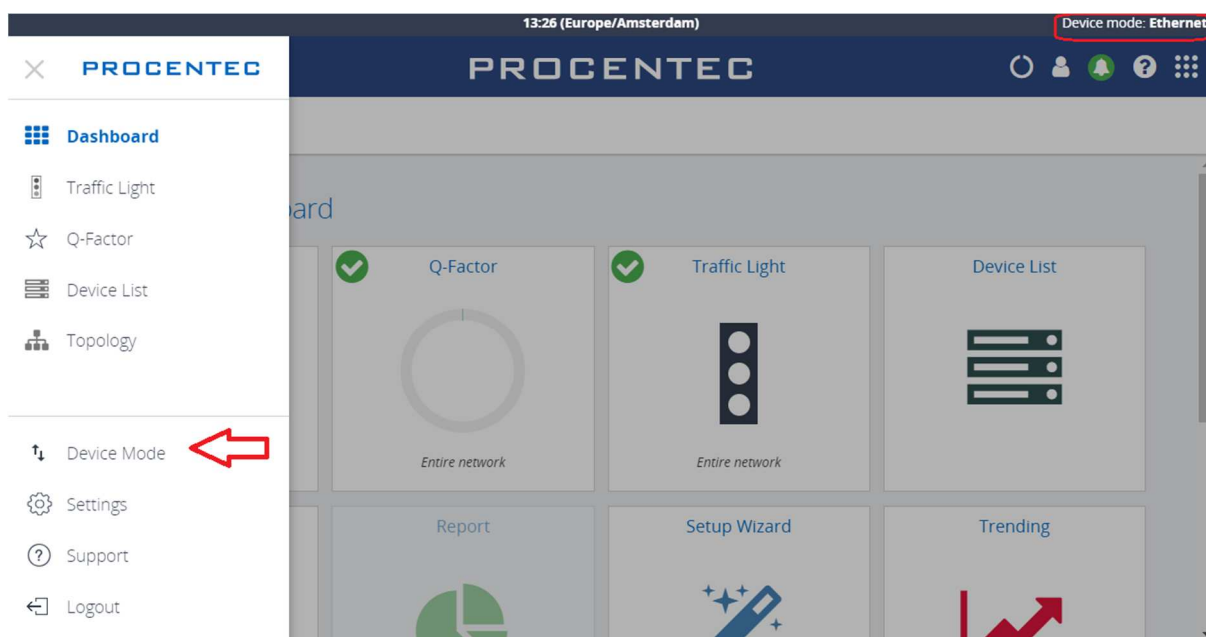 13:26 (Europe/Amsterdam)
Device mode: Ethernet
PROCENTEC
PROCENTEC
Dashboard
Traffic Light
Q-Factor
Device List
Topology
Device Mode
Settings
Support
Logout
ard
Q-Factor
Traffic Light
Device List
Entire network
Entire network
Report
Setup Wizard
Trending